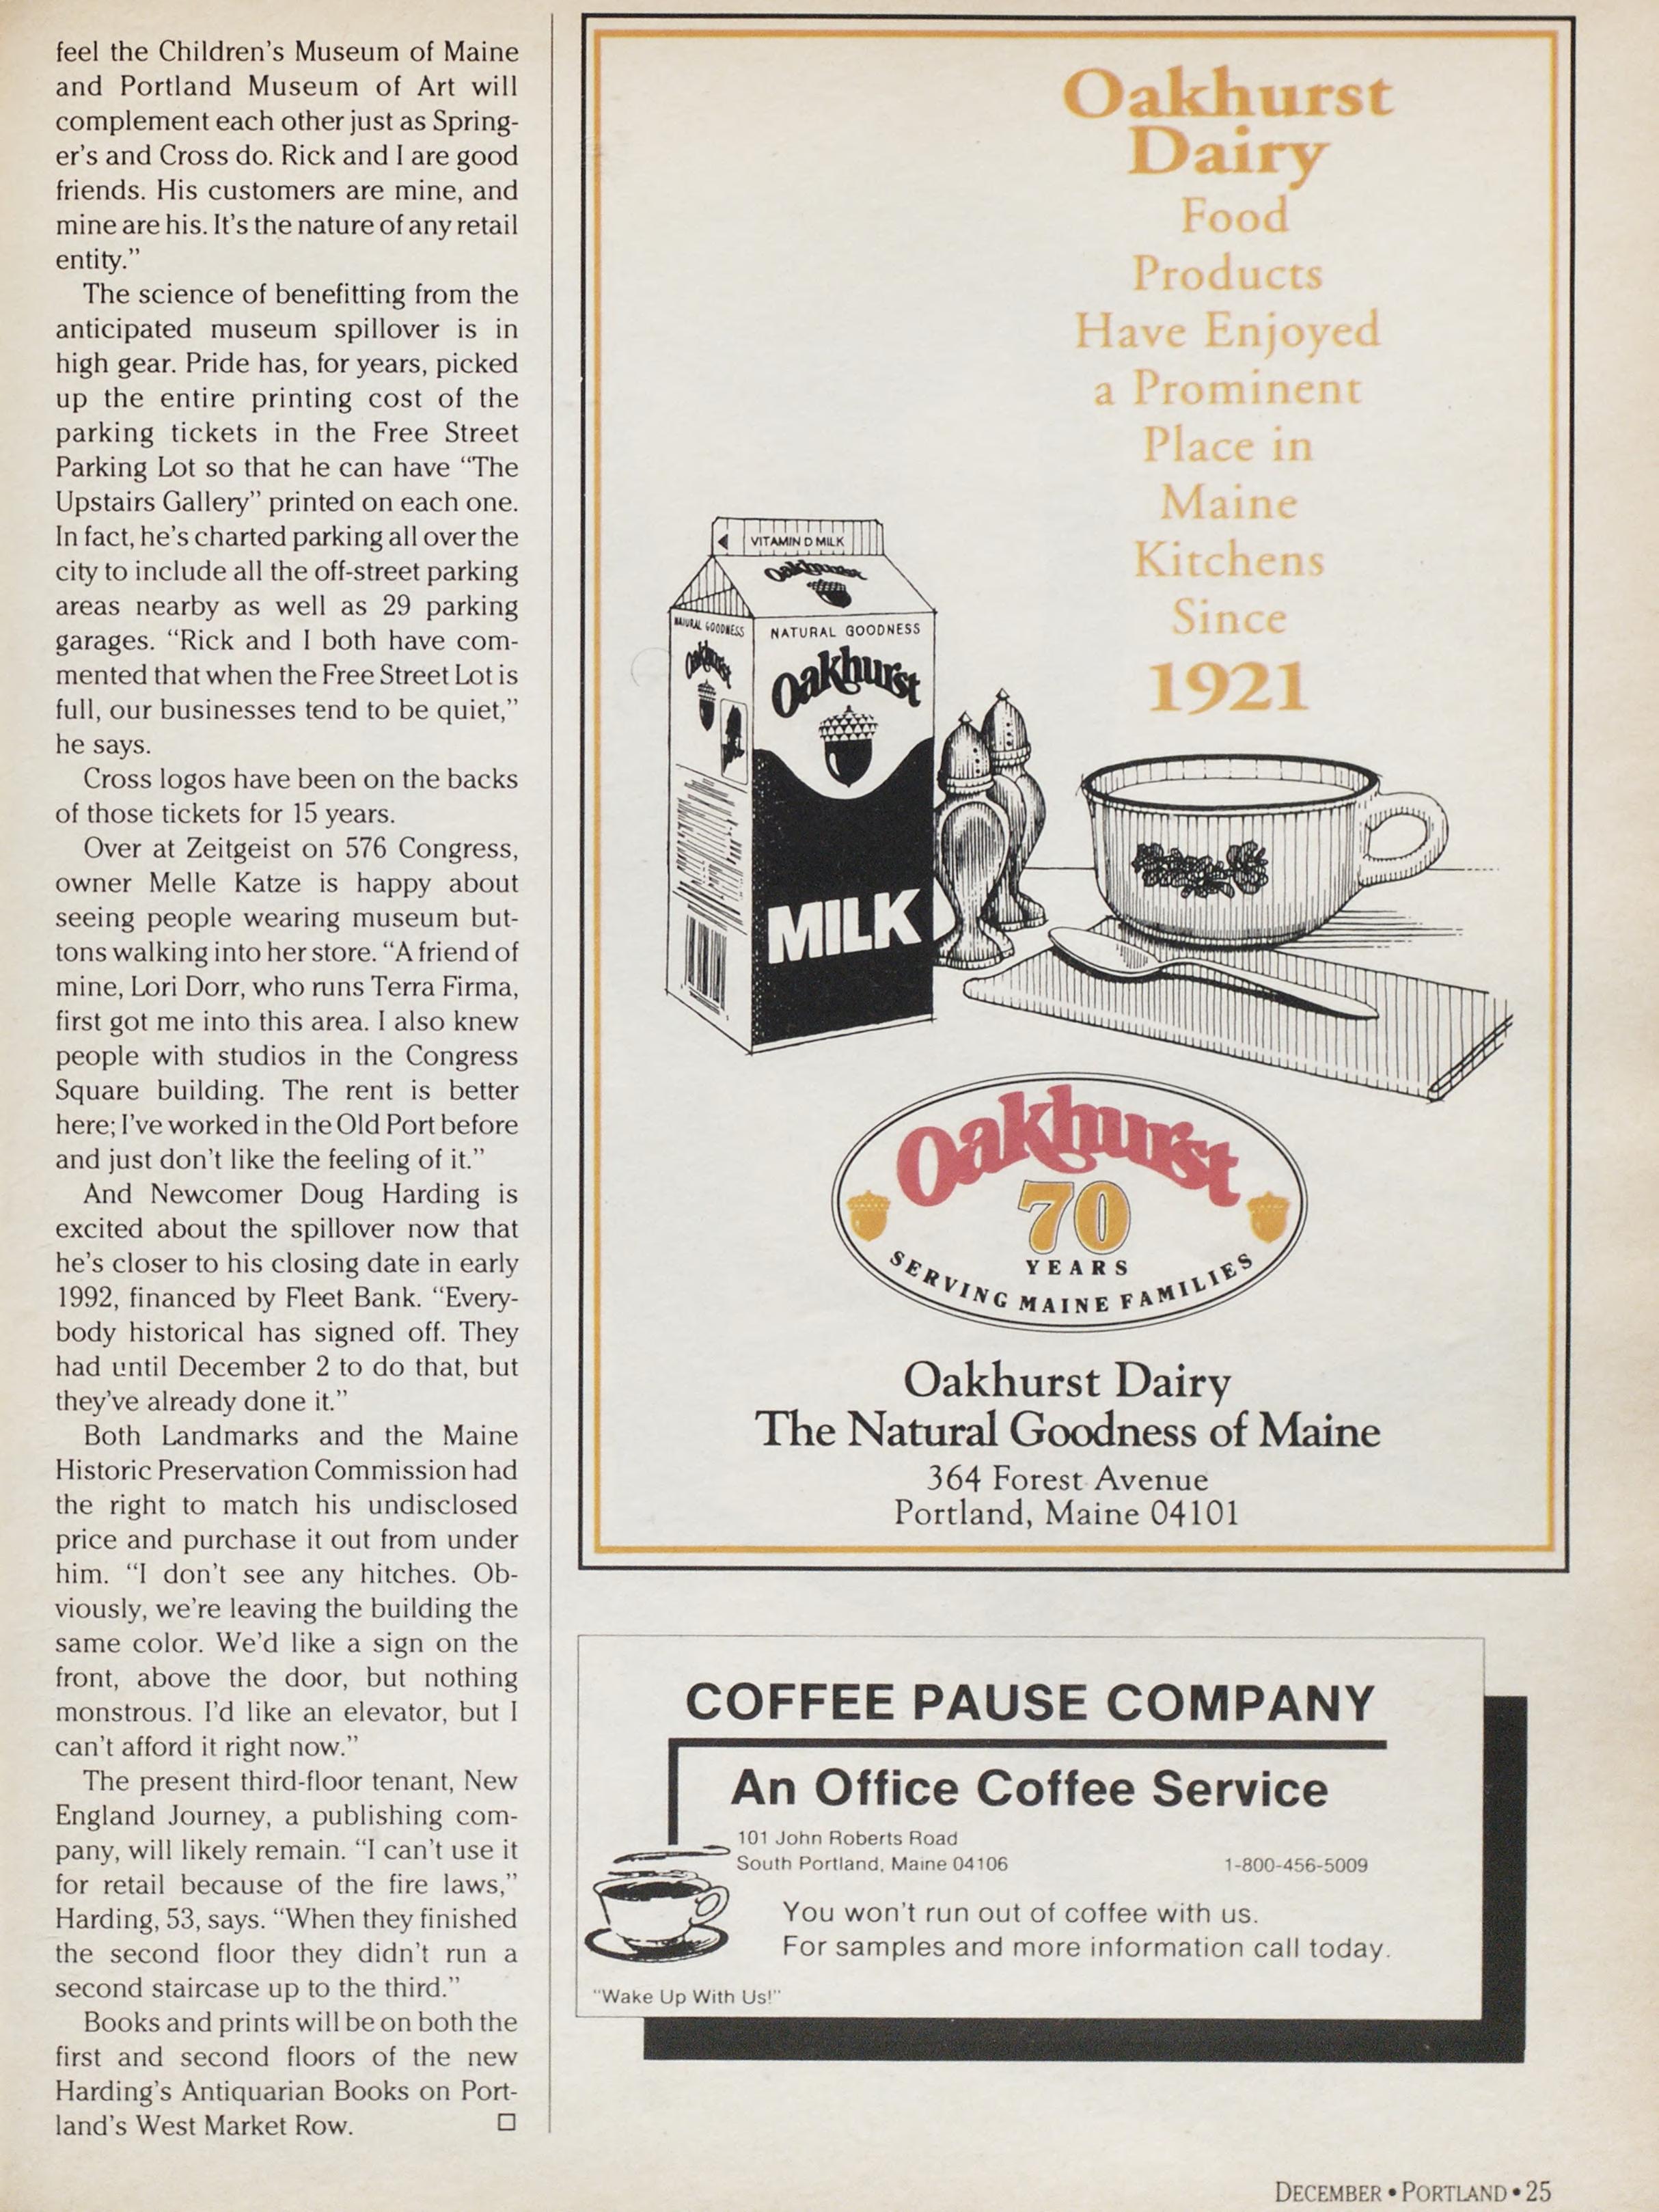 feel the Children's Museum of Maine
and Portland Museum of Art will
complement each other just as Spring-
er's and Cross do. Rick and I are good
friends. His customers are mine, and
mine are his. It's the nature of any retail
entity."
The science of benefitting from the
anticipated museum spillover is in
high gear. Pride has, for years, picked
up the entire printing cost of the
parking tickets in the Free Street
Parking Lot so that he can have "The
Upstairs Gallery" printed on each one.
In fact, he's charted parking all over the
city to include all the off-street parking
areas nearby as well as 29 parking
garages. "Rick and I both have com-
mented that when the Free Street Lot is
full, our businesses tend to be quiet,"
he says.
Cross logos have been on the backs
of those tickets for 15 years.
Over at Zeitgeist on 576 Congress,
owner Melle Katze is happy about
seeing people wearing museum but-
tons walking into her store. "A friend of
mine, Lori Dorr, who runs Terra Firma,
first got me into this area. I also knew
people with studios in the Congress
Square building. The rent is better
here; I've worked in the Old Port before
and just don't like the feeling of it."
And Newcomer Doug Harding is
excited about the spillover now that
he's closer to his closing date in early
1992, financed by Fleet Bank. "Every-
body historical has signed off. They
had until December 2 to do that, but
they've already done it."
Both Landmarks and the Maine
Historic Preservation Commission had
the right to match his undisclosed
price and purchase it out from under
him. "I don't see any hitches. Ob-
viously, we're leaving the building the
same color. We'd like a sign on the
front, above the door, but nothing
monstrous. I'd like an elevator, but I
can't afford it right now."
The present third-floor tenant, New
England Journey, a publishing com-
pany, will likely remain. "I can't use it
for retail because of the fire laws,"
Harding, 53, says. "When they finished
the second floor they didn't run a
second staircase up to the third."
Books and prints will be on both the
first and second floors of the new
Harding's Antiquarian Books on Port-
land's West Market Row. □
Oakhurst
Dairy
Food
Products
Have Enjoyed
a Prominent
Place in
Maine
Kitchens
Since
1921
VITAMIN D MILK
Oakhurst
NATURAL GOODNESS
Oakhurst
NATURAL GOODNESS
Oakhurst
MILK
Oakhurst
70
YEARS
SERVING MAINE FAMILIES
Oakhurst Dairy
The Natural Goodness of Maine
364 Forest Avenue
Portland, Maine 04101
COFFEE PAUSE COMPANY
An Office Coffee Service
101 John Roberts Road
South Portland, Maine 04106
1-800-456-5009
You won't run out of coffee with us.
For samples and more information call today.
"Wake Up With Us!"
DECEMBER • PORTLAND • 25